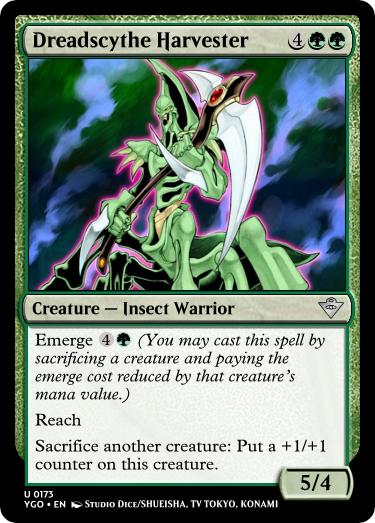 Dreadscythe Harvester 4
Creature — Insect Warrior
Emerge 4 (You may cast this spell by
sacrificing a creature and paying the
emerge cost reduced by that creature's
mana value.)
Reach
Sacrifice another creature: Put a +1/+1
counter on this creature.
5/4
U 0173
YGO • EN Studio Dice/SHUEISHA, TV TOKYO, KONAMI